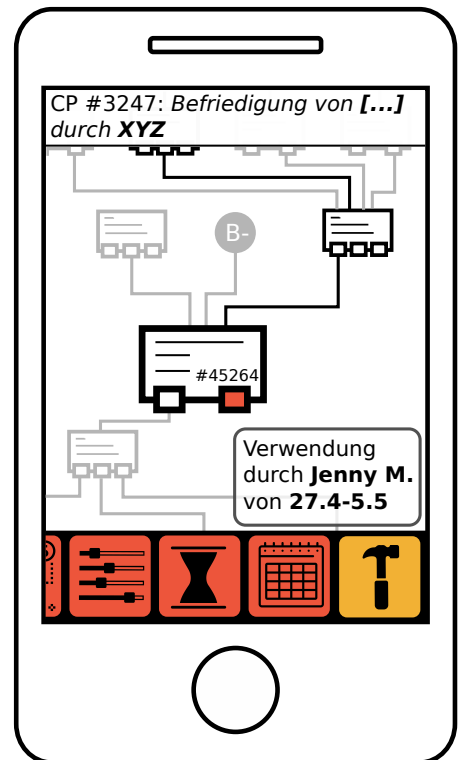 CP #3247: Befriedigung von [...]
durch XYZ
B-
#45264
Verwendung
durch Jenny M.
von 27.4-5.5